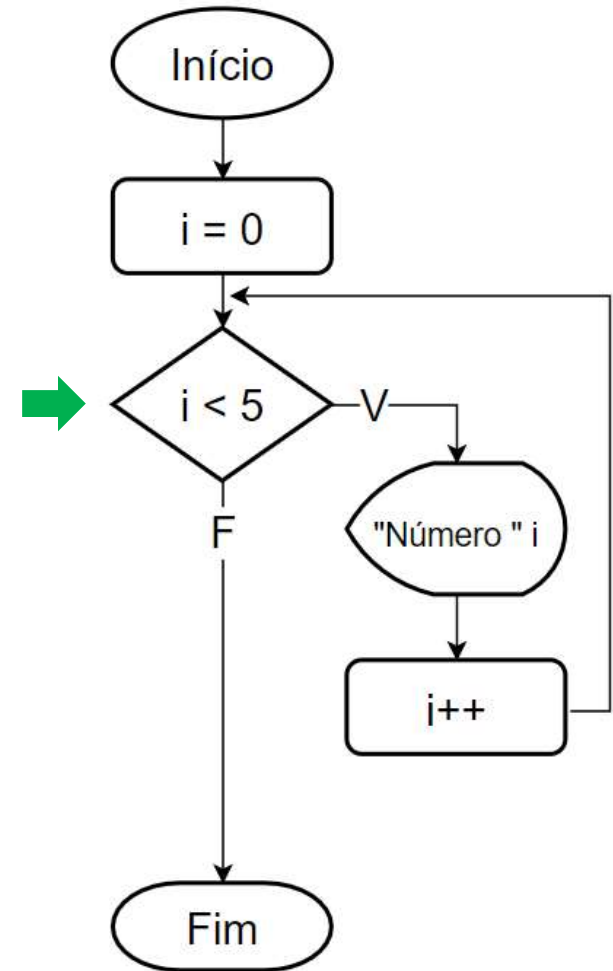 Início
i = 0
i < 5
V
F
"Número " i
i++
Fim